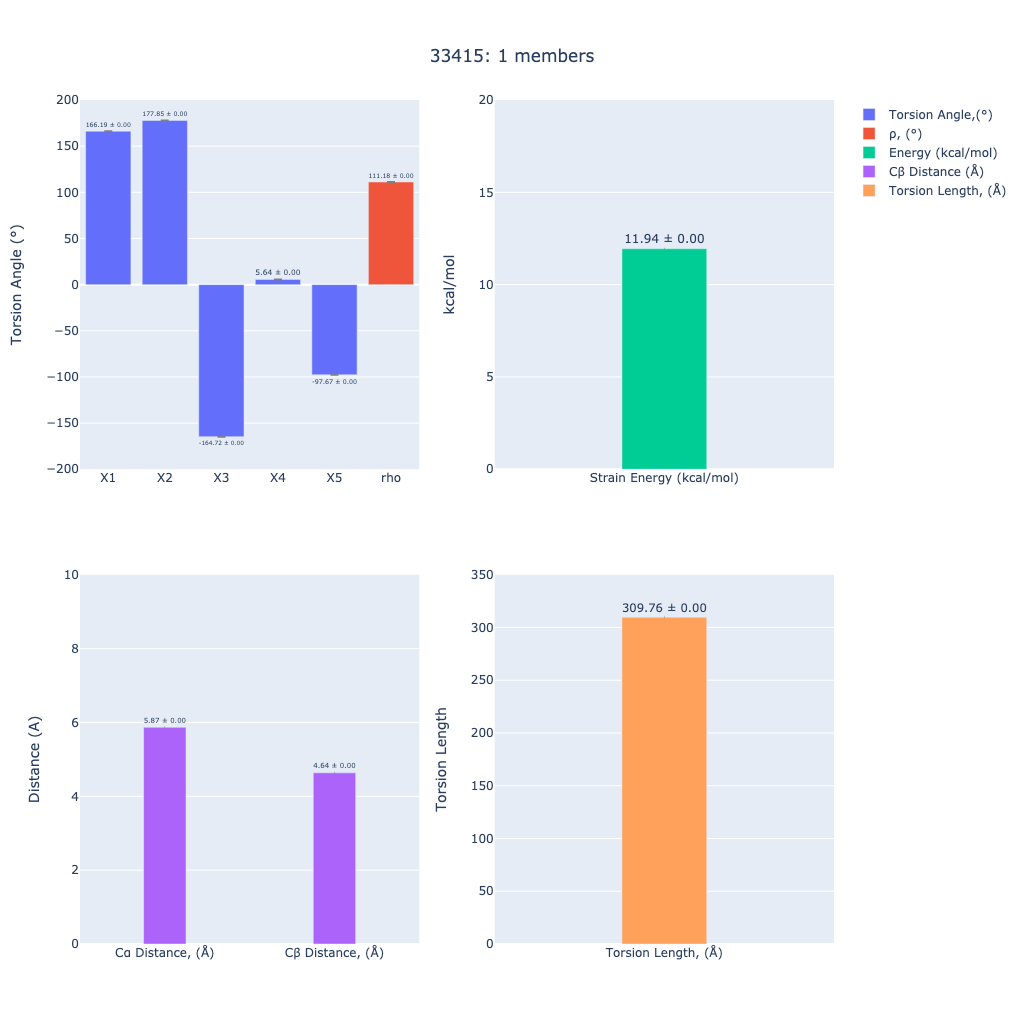 33415: 1 members
Torsion Angle (°)
200
150
100
50
0
−50
−100
−150
−200
166.19 ± 0.00
177.85 ± 0.00
-164.72 ± 0.00
5.64 ± 0.00
-97.67 ± 0.00
111.18 ± 0.00
X1 X2 X3 X4 X5 rho
kcal/mol
20
15
10
5
0
11.94 ± 0.00
Strain Energy (kcal/mol)
Torsion Angle,(°)
ρ, (°)
Energy (kcal/mol)
Cβ Distance (Å)
Torsion Length, (Å)
Distance (A)
10
8
6
4
2
0
5.87 ± 0.00
4.64 ± 0.00
Cα Distance, (Å) Cβ Distance, (Å)
Torsion Length
350
300
250
200
150
100
50
0
309.76 ± 0.00
Torsion Length, (Å)